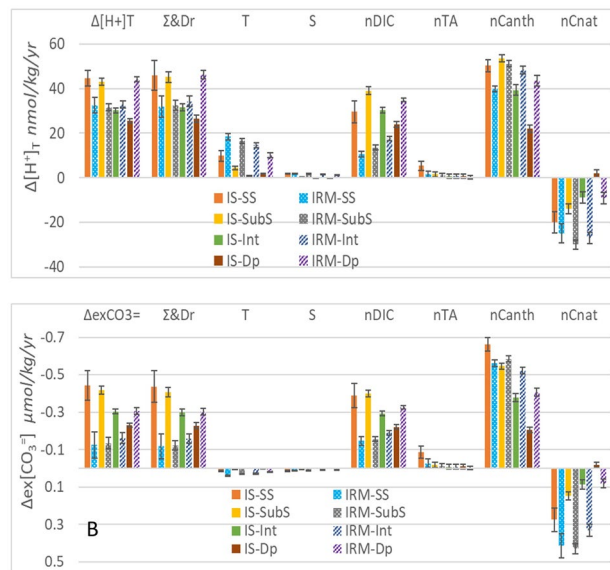 Δ[H+]T Σ&Dr T S nDIC nTA nCanth nCnat
Δ[H⁺]T nmol/kg/yr
60
40
20
0
-20
-40
IS-SS IRM-SS
IS-SubS IRM-SubS
IS-Int IRM-Int
IS-Dp IRM-Dp
ΔexCO3= Σ&Dr T S nDIC nTA nCanth nCnat
Δex[CO₃⁼] μmol/kg/yr
-0.7
-0.5
-0.3
-0.1
0.1
0.3
0.5
B
IS-SS IRM-SS
IS-SubS IRM-SubS
IS-Int IRM-Int
IS-Dp IRM-Dp